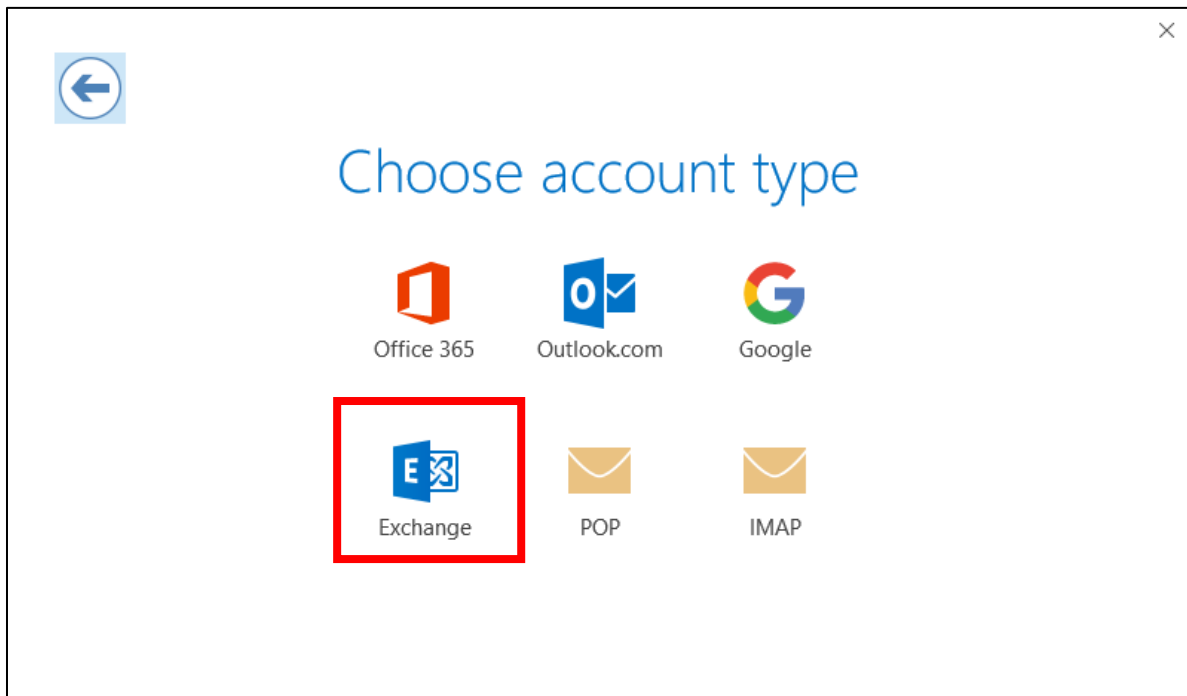 Choose account type
Office 365
Outlook.com
Google
Exchange
POP
IMAP